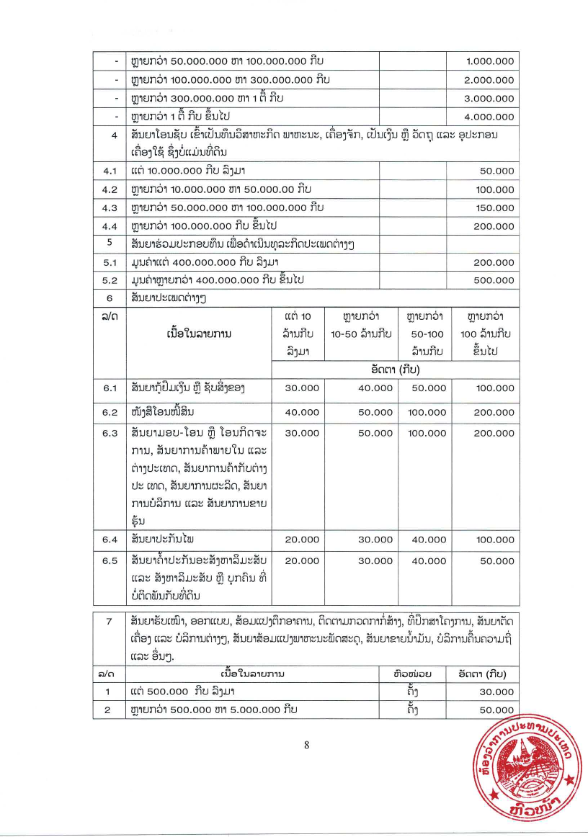 - ຫຼາຍກວ່າ 50.000.000 ຫາ 100.000.000 ກີບ 1.000.000
- ຫຼາຍກວ່າ 100.000.000 ຫາ 300.000.000 ກີບ 2.000.000
- ຫຼາຍກວ່າ 300.000.000 ຫາ 1 ຕື້ ກີບ 3.000.000
- ຫຼາຍກວ່າ 1 ຕື້ ກີບ ຂຶ້ນໄປ 4.000.000
4 ສັນຍາໂອນຊັບ ເຂົ້າເປັນທຶນວິສາຫະກິດ ພາຫະນະ, ເຄື່ອງຈັກ, ເປັນເງິນ ຫຼື ວັດຖຸ ແລະ ອຸປະກອນ
ເຄື່ອງໃຊ້ ຊຶ່ງບໍ່ແມ່ນທີ່ດິນ
4.1 ແຕ່ 10.000.000 ກີບ ລົງມາ 50.000
4.2 ຫຼາຍກວ່າ 10.000.000 ຫາ 50.000.00 ກີບ 100.000
4.3 ຫຼາຍກວ່າ 50.000.000 ຫາ 100.000.000 ກີບ 150.000
4.4 ຫຼາຍກວ່າ 100.000.000 ກີບ ຂຶ້ນໄປ 200.000
5 ສັນຍາຮ່ວມປະກອບທຶນ ເພື່ອດໍາເນີນທຸລະກິດປະເພດຕ່າງໆ
5.1 ມູນຄ່າແຕ່ 400.000.000 ກີບ ລົງມາ 200.000
5.2 ມູນຄ່າຫຼາຍກວ່າ 400.000.000 ກີບ ຂຶ້ນໄປ 500.000
6 ສັນຍາປະເພດຕ່າງໆ
ລ/ດ ເນື້ອໃນລາຍການ ແຕ່ 10 ຫຼາຍກວ່າ ຫຼາຍກວ່າ ຫຼາຍກວ່າ
ລ້ານກີບ 10-50 ລ້ານກີບ 50-100 100 ລ້ານກີບ
ລົງມາ ລ້ານກີບ ຂຶ້ນໄປ
ອັດຕາ (ກີບ)
6.1 ສັນຍາກູ້ຢືມເງິນ ຫຼື ຊັບສິ່ງຂອງ 30.000 40.000 50.000 100.000
6.2 ໜັງສືໂອນໜີ້ສິນ 40.000 50.000 100.000 200.000
6.3 ສັນຍາມອບ-ໂອນ ຫຼື ໂອນກິດຈະ 30.000 50.000 100.000 200.000
ການ, ສັນຍາການຄ້າພາຍໃນ ແລະ
ຕ່າງປະເທດ, ສັນຍາການຄ້າກັບຕ່າງ
ປະ ເທດ, ສັນຍາການຜະລິດ, ສັນຍາ
ການບໍລິການ ແລະ ສັນຍາການຂາຍ
ຮຸ້ນ
6.4 ສັນຍາປະກັນໄພ 20.000 30.000 40.000 100.000
6.5 ສັນຍາຄໍ້າປະກັນອະສັງຫາລິມະສັບ 20.000 30.000 40.000 50.000
ແລະ ສັງຫາລິມະສັບ ຫຼື ບຸກຄົນ ທີ່
ບໍ່ຕິດພັນກັບທີ່ດິນ
7 ສັນຍາຮັບເໝົາ, ອອກແບບ, ສ້ອມແປງຕຶກອາຄານ, ຕິດຕາມກວດກາກໍ່ສ້າງ, ທີ່ປຶກສາໂຄງການ, ສັນຍາຕັດ
ເຄື່ອງ ແລະ ບໍລິການຕ່າງໆ, ສັນຍາສ້ອມແປງພາຫະນະພັດສະດຸ, ສັນຍາຂາຍນໍ້າມັນ, ບໍລິການຄື້ນຄວາມຖີ່
ແລະ ອື່ນໆ.
ລ/ດ ເນື້ອໃນລາຍການ ຫົວໜ່ວຍ ອັດຕາ (ກີບ)
1 ແຕ່ 500.000 ກີບ ລົງມາ ຄັ້ງ 30.000
2 ຫຼາຍກວ່າ 500.000 ຫາ 5.000.000 ກີບ ຄັ້ງ 50.000
8
ຫ້ອງວ່າການປະທານປະເທດ
ຫົວໜ້າ